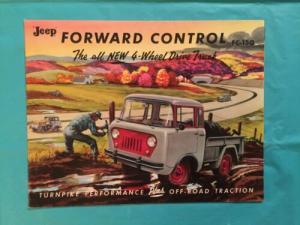 Jeep FORWARD CONTROL FC-150
The all NEW 4-Wheel Drive Truck
TURNPIKE PERFORMANCE Plus OFF-ROAD TRACTION